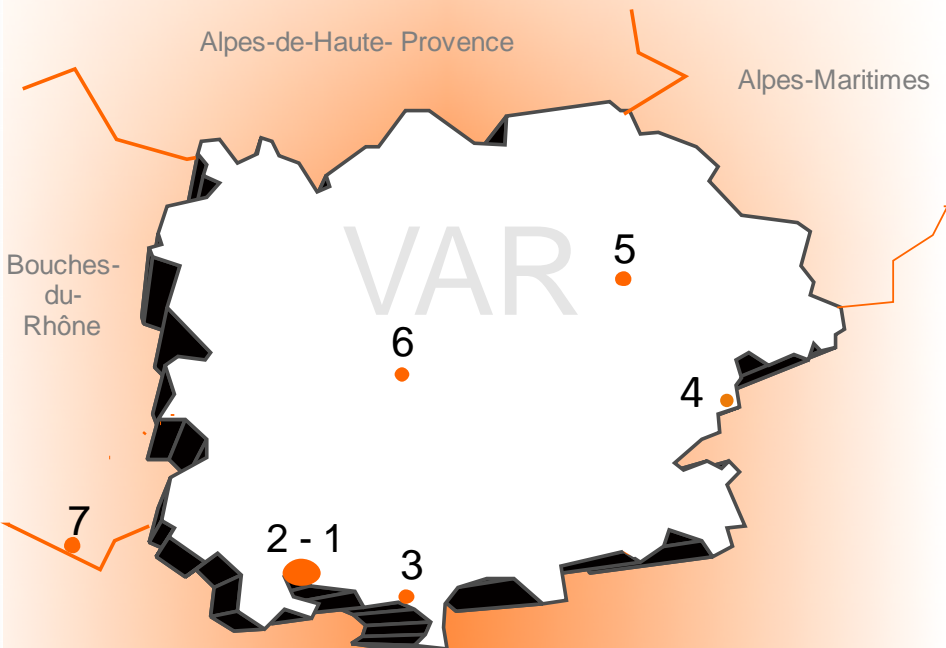 Alpes-de-Haute- Provence
Alpes-Maritimes
VAR
5
Bouches-
du-
Rhône
6
4
7
2 - 1
3